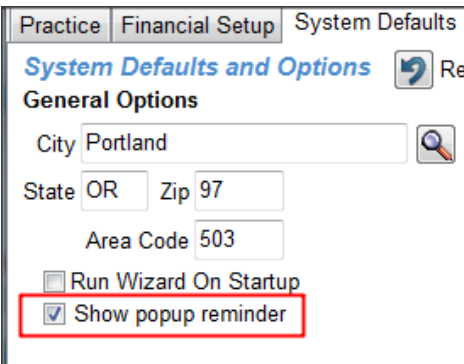 Practice Financial Setup System Defaults
System Defaults and Options Re
General Options
City Portland
State OR Zip 97
Area Code 503
Run Wizard On Startup
Show popup reminder